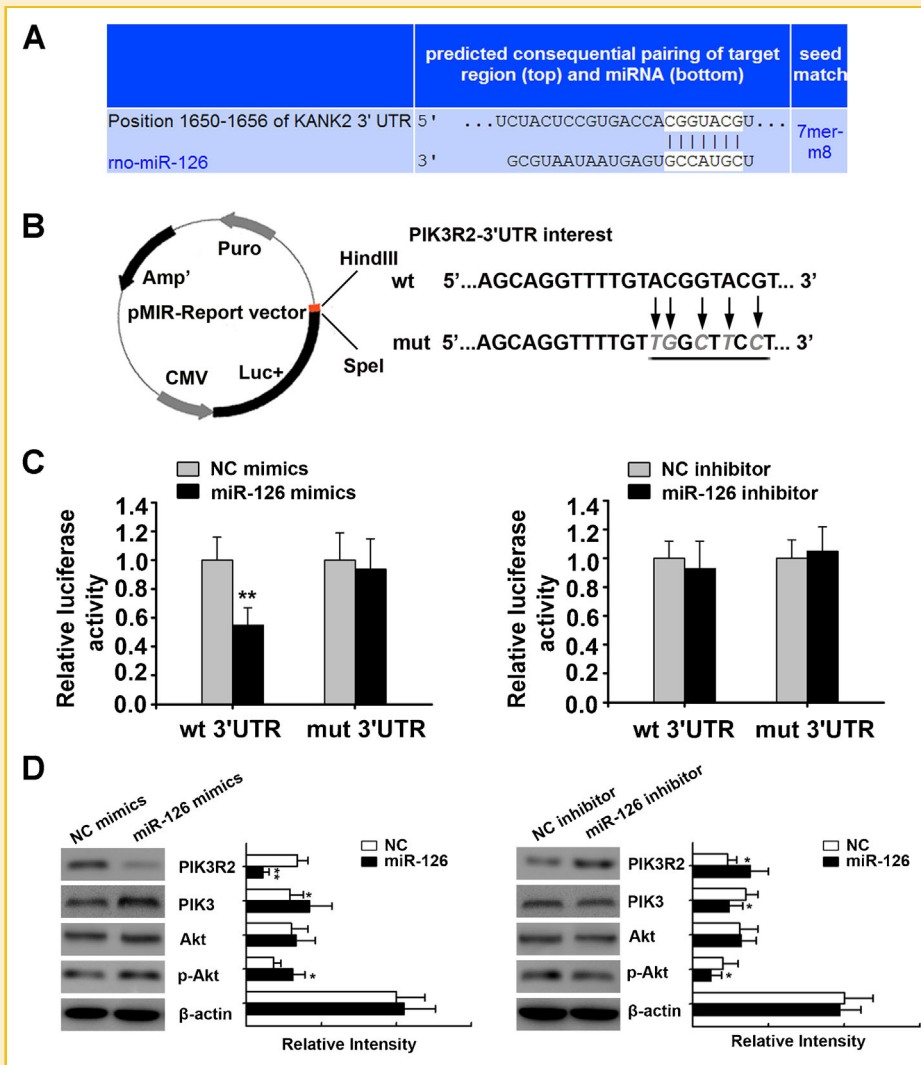 A
predicted consequential pairing of target region (top) and miRNA (bottom)
seed match
Position 1650-1656 of KANK2 3' UTR 5' ...UCUACUCCGUGACCACGGUACGU...
rno-miR-126 3' GCGUAAUAAUGAGUGCCAUGCU
7mer-m8
B
Puro
Amp'
pMIR-Report vector
CMV
Luc+
HindIII
SpeI
PIK3R2-3'UTR interest
wt 5'...AGCAGGTTTTGTACGGTACGT... 3'
mut 5'...AGCAGGTTTTGTTGGCTTCCT... 3'
C
NC mimics
miR-126 mimics
Relative luciferase activity
1.4
1.2
1.0
0.8
0.6
0.4
0.2
0.0
**
wt 3'UTR mut 3'UTR
NC inhibitor
miR-126 inhibitor
Relative luciferase activity
1.4
1.2
1.0
0.8
0.6
0.4
0.2
0.0
wt 3'UTR mut 3'UTR
D
NC mimics
miR-126 mimics
NC
miR-126
PIK3R2
**
PIK3
*
Akt
p-Akt
*
β-actin
Relative Intensity
NC inhibitor
miR-126 inhibitor
NC
miR-126
PIK3R2
*
PIK3
*
Akt
p-Akt
*
β-actin
Relative Intensity